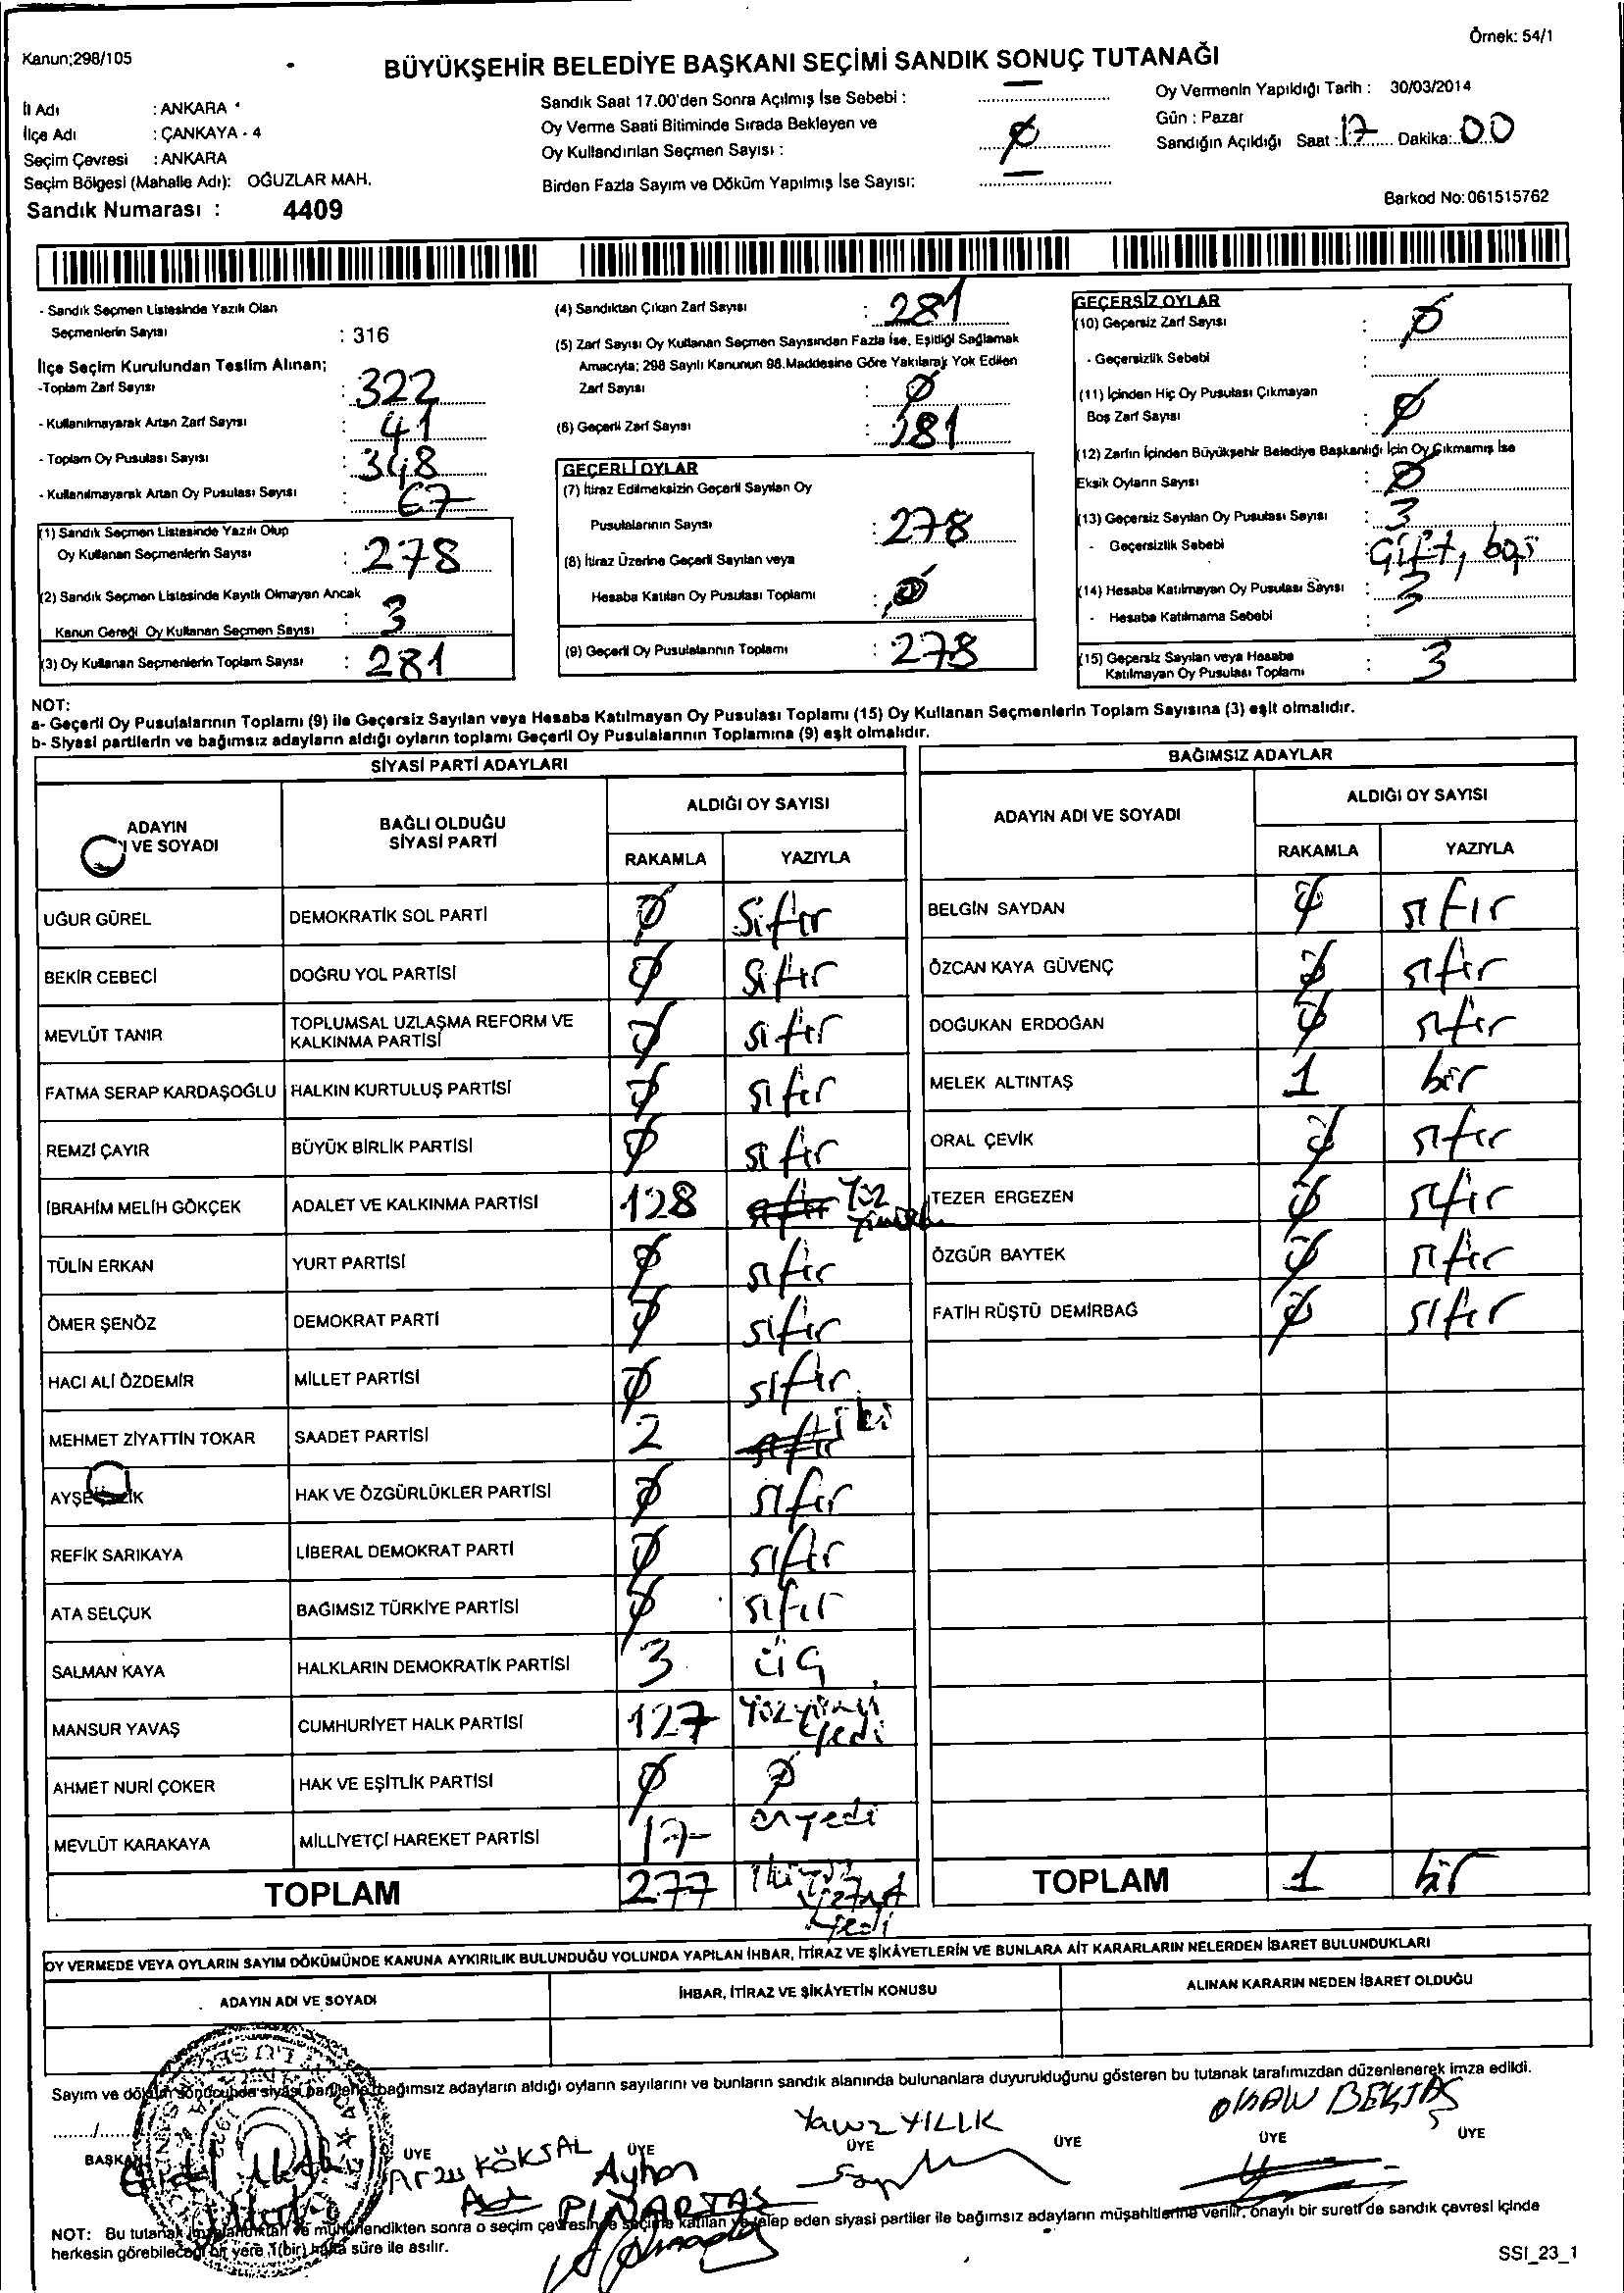 Örnek: 54/1
Kanun;298/105
BÜYÜKŞEHİR BELEDİYE BAŞKANI SEÇİMİ SANDIK SONUÇ TUTANAĞI
İl Adı : ANKARA
İlçe Adı : ÇANKAYA - 4
Seçim Çevresi : ANKARA
Seçim Bölgesi (Mahalle Adı): OĞUZLAR MAH.
Sandık Numarası : 4409
Sandık Saat 17.00'den Sonra Açılmış İse Sebebi : —
Oy Verme Saati Bitiminde Sırada Bekleyen ve
Oy Kullandırılan Seçmen Sayısı : Ø
Birden Fazla Sayım ve Döküm Yapılmış İse Sayısı: —
Oy Vermenin Yapıldığı Tarih : 30/03/2014
Gün : Pazar
Sandığın Açıldığı Saat : 17 Dakika: 00
Barkod No: 061515762
- Sandık Seçmen Listesinde Yazılı Olan
Seçmenlerin Sayısı : 316
İlçe Seçim Kurulundan Teslim Alınan;
-Toplam Zarf Sayısı : 322
- Kullanılmayarak Artan Zarf Sayısı : 41
- Toplam Oy Pusulası Sayısı : 348
- Kullanılmayarak Artan Oy Pusulası Sayısı : 67
(1) Sandık Seçmen Listesinde Yazılı Olup
Oy Kullanan Seçmenlerin Sayısı : 278
(2) Sandık Seçmen Listesinde Kayıtlı Olmayan Ancak
Kanun Gereği Oy Kullanan Seçmen Sayısı : 3
(3) Oy Kullanan Seçmenlerin Toplam Sayısı : 281
(4) Sandıktan Çıkan Zarf Sayısı : 281
(5) Zarf Sayısı Oy Kullanan Seçmen Sayısından Fazla İse, Eşitliği Sağlamak
Amacıyla; 298 Sayılı Kanunun 98.Maddesine Göre Yakılarak Yok Edilen
Zarf Sayısı : Ø
(6) Geçerli Zarf Sayısı : 281
GEÇERLİ OYLAR
(7) İtiraz Edilmeksizin Geçerli Sayılan Oy
Pusulalarının Sayısı : 278
(8) İtiraz Üzerine Geçerli Sayılan veya
Hesaba Katılan Oy Pusulası Toplamı : Ø
(9) Geçerli Oy Pusulalarının Toplamı : 278
GEÇERSİZ OYLAR
(10) Geçersiz Zarf Sayısı : Ø
- Geçersizlik Sebebi :
(11) İçinden Hiç Oy Pusulası Çıkmayan
Boş Zarf Sayısı : Ø
(12) Zarfın İçinden Büyükşehir Belediye Başkanlığı İçin Oy Çıkmamış İse
Eksik Oyların Sayısı : Ø
(13) Geçersiz Sayılan Oy Pusulası Sayısı : 3
- Geçersizlik Sebebi : Çift, boş
(14) Hesaba Katılmayan Oy Pusulası Sayısı : 3
- Hesaba Katılmama Sebebi :
(15) Geçersiz Sayılan veya Hesaba
Katılmayan Oy Pusulası Toplamı : 3
NOT:
a- Geçerli Oy Pusulalarının Toplamı (9) ile Geçersiz Sayılan veya Hesaba Katılmayan Oy Pusulası Toplamı (15) Oy Kullanan Seçmenlerin Toplam Sayısına (3) eşit olmalıdır.
b- Siyasi partilerin ve bağımsız adayların aldığı oyların toplamı Geçerli Oy Pusulalarının Toplamına (9) eşit olmalıdır.
SİYASİ PARTİ ADAYLARI
ADAYIN
I VE SOYADI
BAĞLI OLDUĞU
SİYASİ PARTİ
ALDIĞI OY SAYISI
RAKAMLA YAZIYLA
UĞUR GÜREL DEMOKRATİK SOL PARTİ Ø Sıfır
BEKİR CEBECİ DOĞRU YOL PARTİSİ Ø Sıfır
MEVLÜT TANIR TOPLUMSAL UZLAŞMA REFORM VE KALKINMA PARTİSİ Ø sıfır
FATMA SERAP KARDAŞOĞLU HALKIN KURTULUŞ PARTİSİ Ø sıfır
REMZİ ÇAYIR BÜYÜK BİRLİK PARTİSİ Ø sıfır
İBRAHİM MELİH GÖKÇEK ADALET VE KALKINMA PARTİSİ 128 Yüz
TÜLİN ERKAN YURT PARTİSİ Ø sıfır
ÖMER ŞENÖZ DEMOKRAT PARTİ Ø sıfır
HACI ALİ ÖZDEMİR MİLLET PARTİSİ Ø sıfır
MEHMET ZİYATTİN TOKAR SAADET PARTİSİ 2 iki
AYŞE HAK VE ÖZGÜRLÜKLER PARTİSİ Ø sıfır
REFİK SARIKAYA LİBERAL DEMOKRAT PARTİ Ø sıfır
ATA SELÇUK BAĞIMSIZ TÜRKİYE PARTİSİ Ø sıfır
SALMAN KAYA HALKLARIN DEMOKRATİK PARTİSİ 3 üç
MANSUR YAVAŞ CUMHURİYET HALK PARTİSİ 127 Yüzyirmi yedi
AHMET NURİ ÇOKER HAK VE EŞİTLİK PARTİSİ Ø Ø
MEVLÜT KARAKAYA MİLLİYETÇİ HAREKET PARTİSİ 17 onyedi
TOPLAM 277 İkiyüz yetmiş yedi
BAĞIMSIZ ADAYLAR
ADAYIN ADI VE SOYADI
ALDIĞI OY SAYISI
RAKAMLA YAZIYLA
BELGİN SAYDAN Ø sıfır
ÖZCAN KAYA GÜVENÇ Ø sıfır
DOĞUKAN ERDOĞAN Ø sıfır
MELEK ALTINTAŞ 1 bir
ORAL ÇEVİK Ø sıfır
TEZER ERGEZEN Ø sıfır
ÖZGÜR BAYTEK Ø sıfır
FATİH RÜŞTÜ DEMİRBAĞ Ø sıfır
TOPLAM 1 bir
OY VERMEDE VEYA OYLARIN SAYIM DÖKÜMÜNDE KANUNA AYKIRILIK BULUNDUĞU YOLUNDA YAPILAN İHBAR, İTİRAZ VE ŞİKÂYETLERİN VE BUNLARA AİT KARARLARIN NELERDEN İBARET BULUNDUKLARI
ADAYIN ADI VE SOYADI
İHBAR, İTİRAZ VE ŞİKÂYETİN KONUSU
ALINAN KARARIN NEDEN İBARET OLDUĞU
Sayım ve döküm sonucunda siyasi partilerle bağımsız adayların aldığı oyların sayılarını ve bunların sandık alanında bulunanlara duyurulduğunu gösteren bu tutanak tarafımızdan düzenlenerek imza edildi.
Yavuz YILLIK
OKAN BEKTAŞ
BAŞKAN ÜYE ÜYE ÜYE ÜYE ÜYE ÜYE
Arzu KÖKSAL
Ayhan
PINARTAŞ
NOT: Bu tutanak imzalandıktan ve mühürlendikten sonra o seçim çevresinde seçime katılan ve talep eden siyasi partiler ile bağımsız adayların müşahitlerine verilir, onaylı bir sureti de sandık çevresi içinde
herkesin görebileceği bir yere 1(bir) hafta süre ile asılır.
SSI_23_1